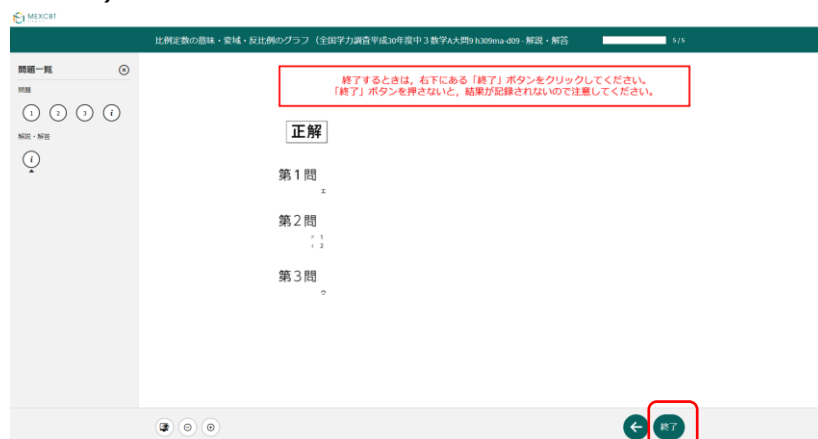 MEXCBT
比例定数の意味・変域・反比例のグラフ（全国学力調査平成30年度中３数学A大問9 h309ma-d09 - 解説・解答
5/5
問題一覧
問題
1 2 3 i
解説・解答
i
終了するときは，右下にある「終了」ボタンをクリックしてください。
「終了」ボタンを押さないと，結果が記録されないので注意してください。
正解
第１問
エ
第２問
ア 1
イ 2
第３問
ウ
終了